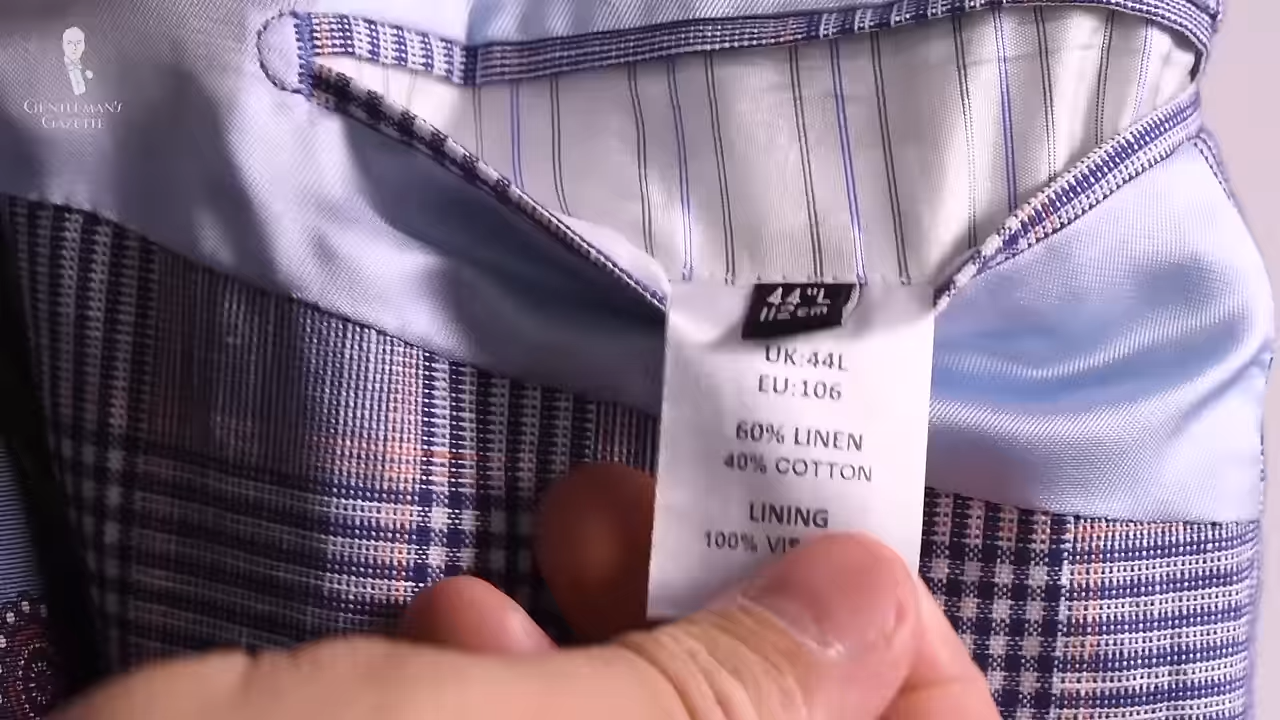 GENTLEMAN'S
GAZETTE
44"L
112cm
UK:44L
EU:106
60% LINEN
40% COTTON
LINING
100%